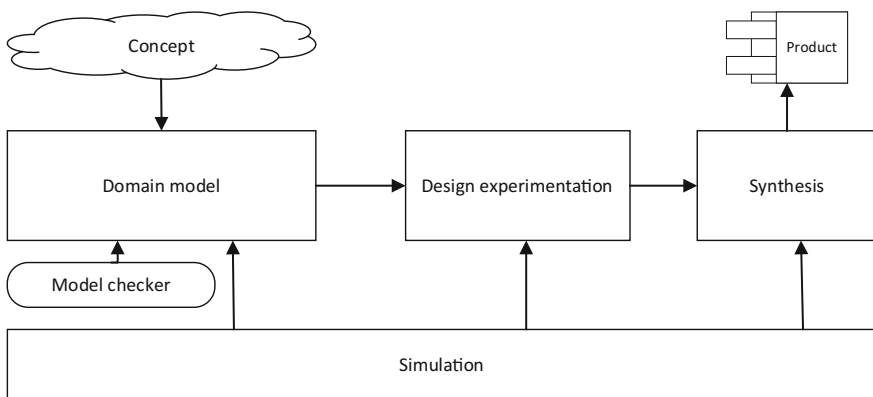 Concept
Product
Domain model
Design experimentation
Synthesis
Model checker
Simulation